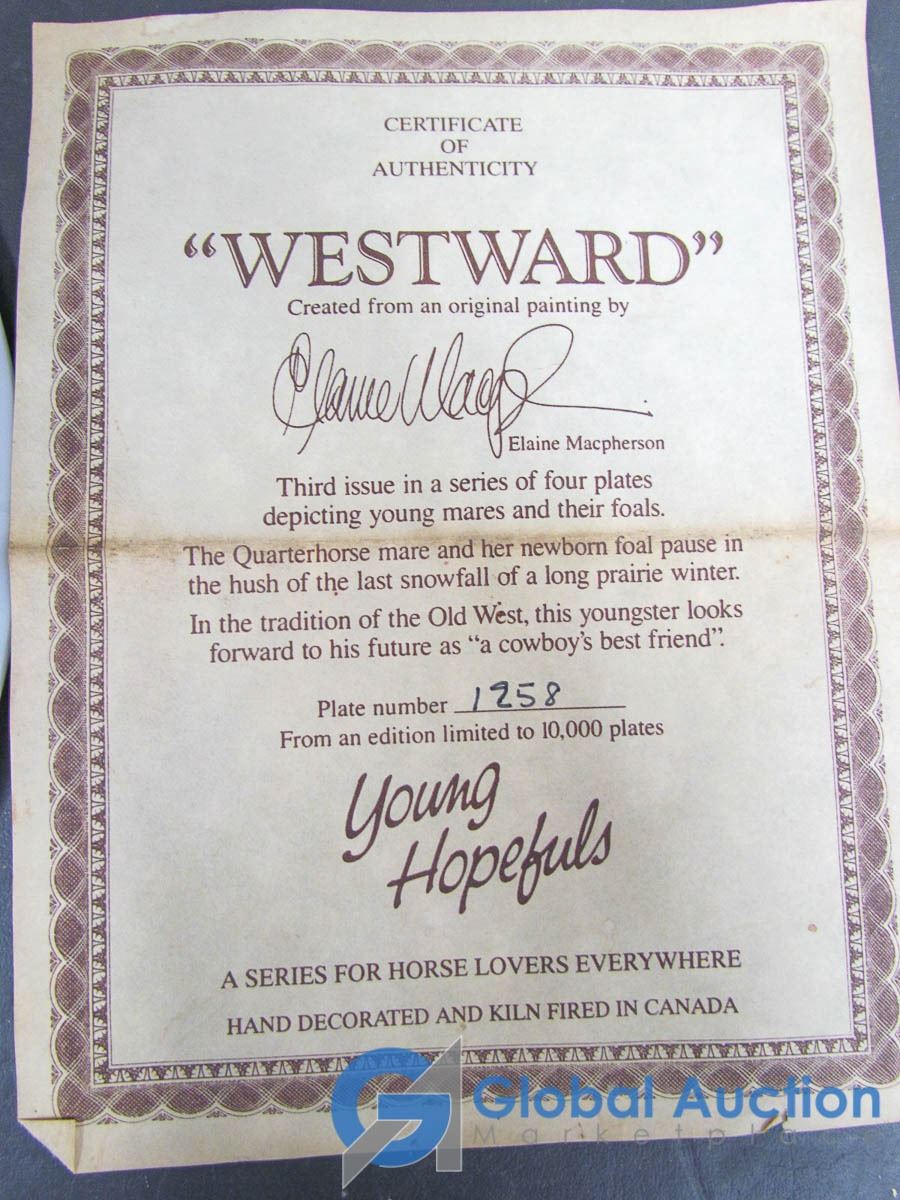 CERTIFICATE
OF
AUTHENTICITY
“WESTWARD”
Created from an original painting by
Elaine Macp
Elaine Macpherson
Third issue in a series of four plates
depicting young mares and their foals.
The Quarterhorse mare and her newborn foal pause in
the hush of the last snowfall of a long prairie winter.
In the tradition of the Old West, this youngster looks
forward to his future as “a cowboy's best friend”.
Plate number 1258
From an edition limited to 10,000 plates
Young
Hopefuls
A SERIES FOR HORSE LOVERS EVERYWHERE
HAND DECORATED AND KILN FIRED IN CANADA
GA Global Auction
Marketplace